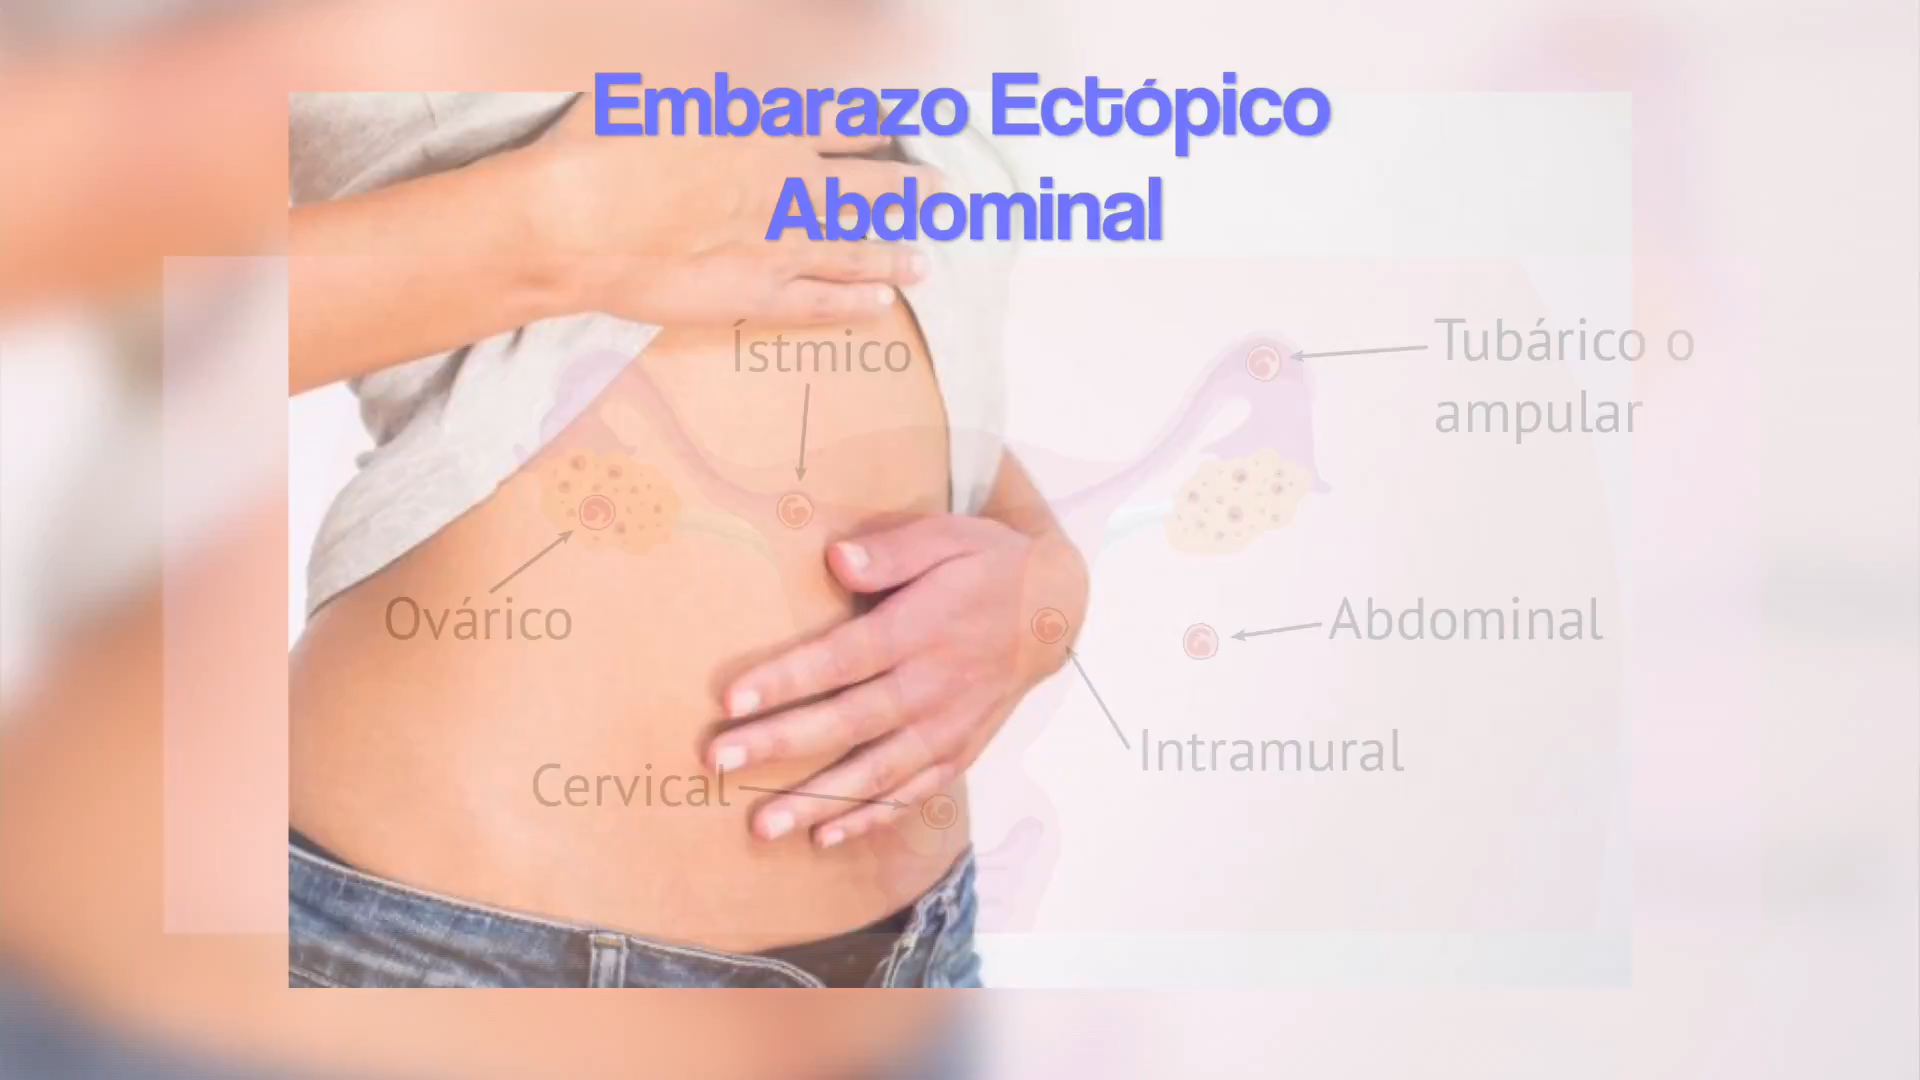 Embarazo Ectópico
Abdominal
Ístmico
Tubárico o
ampular
Ovárico
Abdominal
Intramural
Cervical